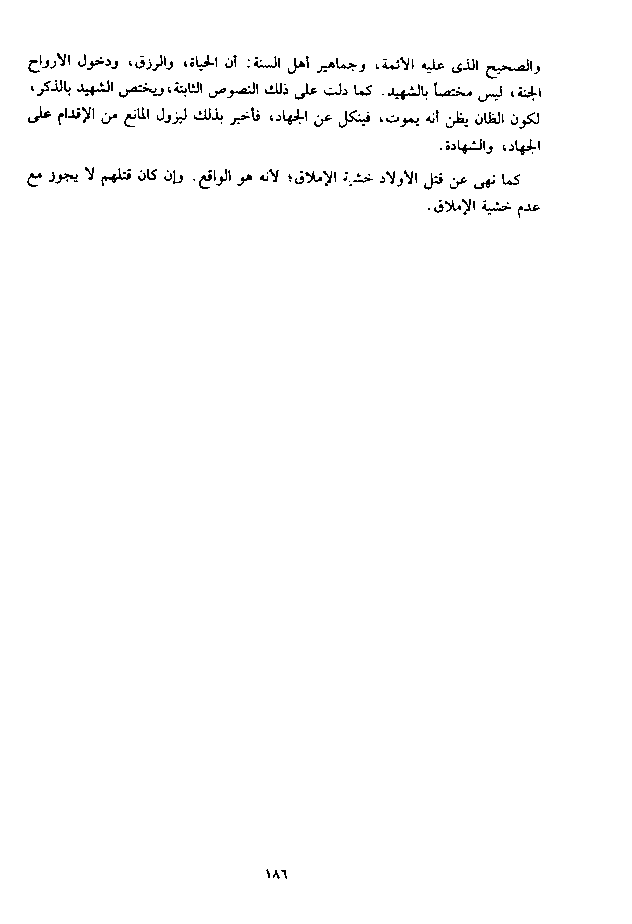 والصحيح الذى عليه الأئمة، وجماهير أهل السنة: أن الحياة، والرزق، ودخول الأرواح
الجنة، ليس مختصاً بالشهيد. كما دلت على ذلك النصوص الثابتة، ويختص الشهيد بالذكر،
لكون الظان يظن أنه يموت، فينكل عن الجهاد، فأخبر بذلك ليزول المانع من الإقدام على
الجهاد، والشهادة.
كما نهى عن قتل الأولاد خشية الإملاق؛ لأنه هو الواقع. وإن كان قتلهم لا يجوز مع
عدم خشية الإملاق.
١٨٦